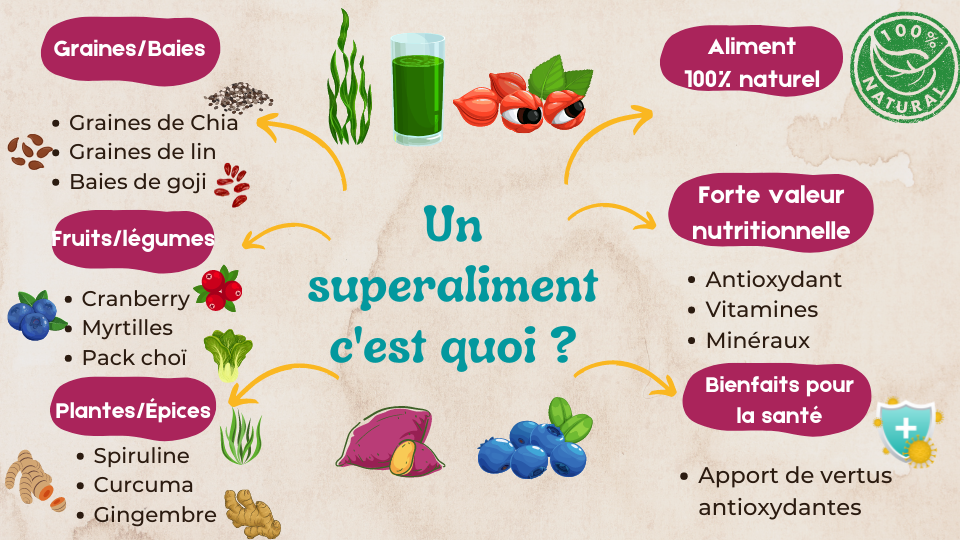 Graines/Baies
Graines de Chia
Graines de lin
Baies de goji
Fruits/légumes
Cranberry
Myrtilles
Pack choï
Plantes/Épices
Spiruline
Curcuma
Gingembre
Un
superaliment
c'est quoi ?
Aliment
100% naturel
100%
NATURAL
Forte valeur
nutritionnelle
Antioxydant
Vitamines
Minéraux
Bienfaits pour
la santé
Apport de vertus
antioxydantes